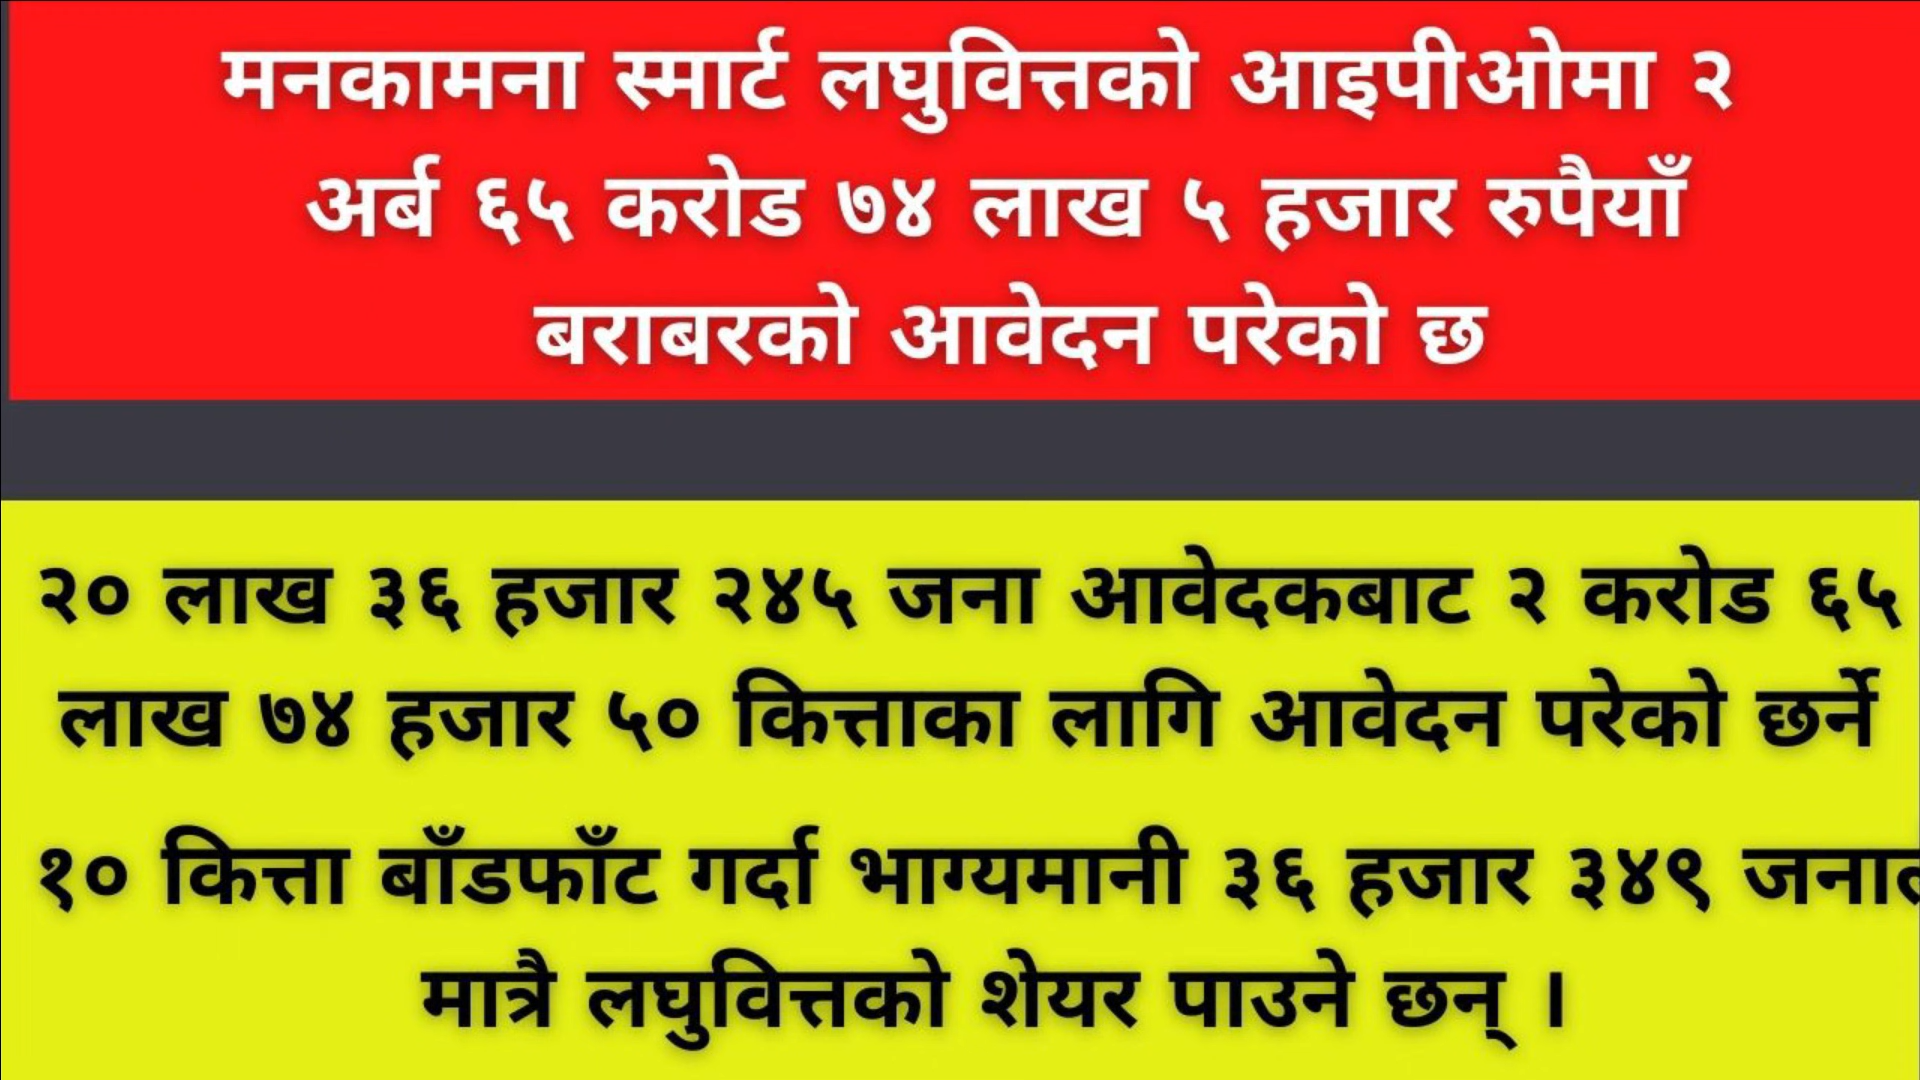 मनकामना स्मार्ट लघुवित्तको आइपीओमा २
अर्ब ६५ करोड ७४ लाख ५ हजार रुपैयाँ
बराबरको आवेदन परेको छ
२० लाख ३६ हजार २४५ जना आवेदकबाट २ करोड ६५
लाख ७४ हजार ५० कित्ताका लागि आवेदन परेको छर्ने
१० कित्ता बाँडफाँट गर्दा भाग्यमानी ३६ हजार ३४९
मात्रै लघुवित्तको शेयर पाउने छन् ।